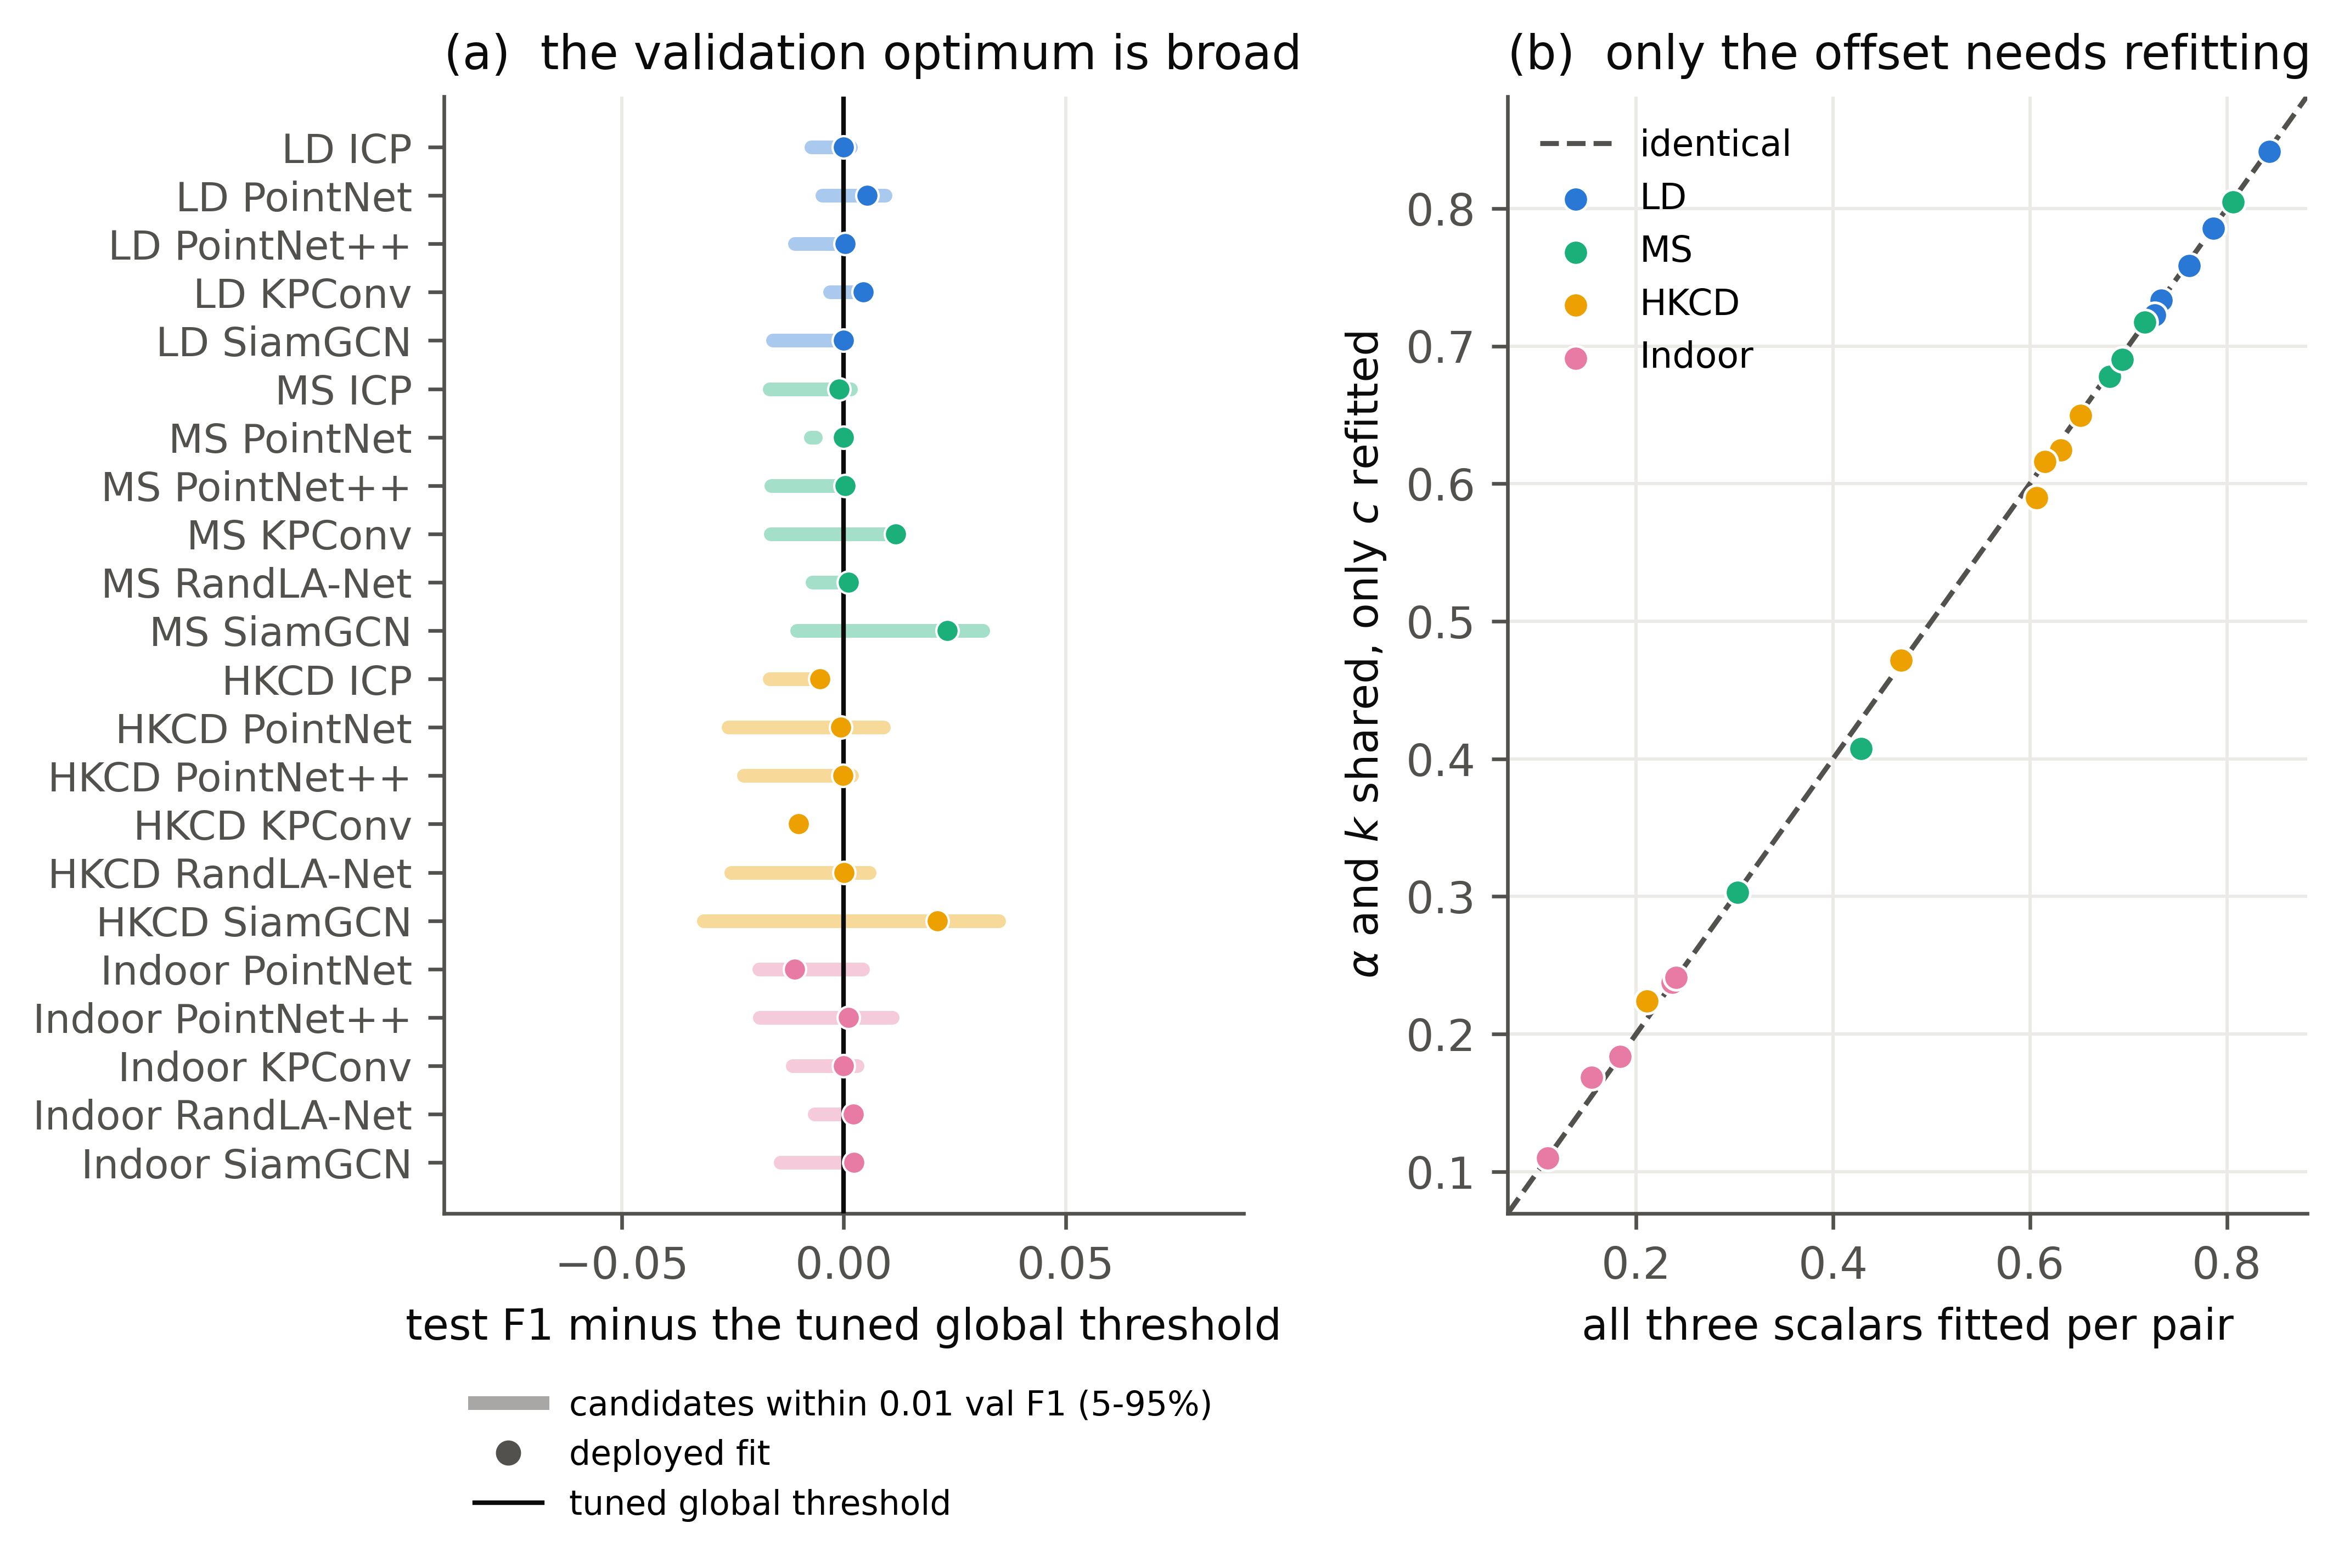 (a)  the validation optimum is broad
LD ICP
LD PointNet
LD PointNet++
LD KPConv
LD SiamGCN
MS ICP
MS PointNet
MS PointNet++
MS KPConv
MS RandLA-Net
MS SiamGCN
HKCD ICP
HKCD PointNet
HKCD PointNet++
HKCD KPConv
HKCD RandLA-Net
HKCD SiamGCN
Indoor PointNet
Indoor PointNet++
Indoor KPConv
Indoor RandLA-Net
Indoor SiamGCN
−0.05 0.00 0.05
test F1 minus the tuned global threshold
candidates within 0.01 val F1 (5-95%)
deployed fit
tuned global threshold
(b)  only the offset needs refitting
identical
LD
MS
HKCD
Indoor
α and k shared, only c refitted
0.8
0.7
0.6
0.5
0.4
0.3
0.2
0.1
0.2 0.4 0.6 0.8
all three scalars fitted per pair